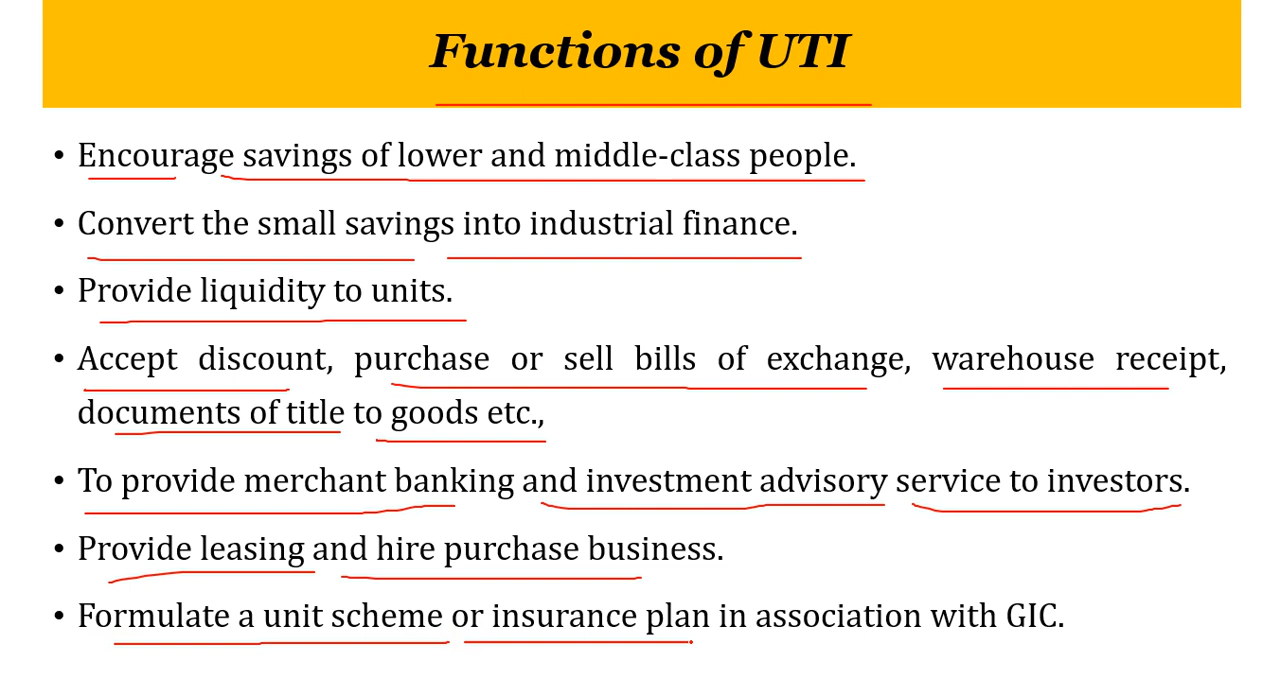 Functions of UTI
• Encourage savings of lower and middle-class people.
• Convert the small savings into industrial finance.
• Provide liquidity to units.
• Accept discount, purchase or sell bills of exchange, warehouse receipt,
documents of title to goods etc.,
• To provide merchant banking and investment advisory service to investors.
• Provide leasing and hire purchase business.
• Formulate a unit scheme or insurance plan in association with GIC.